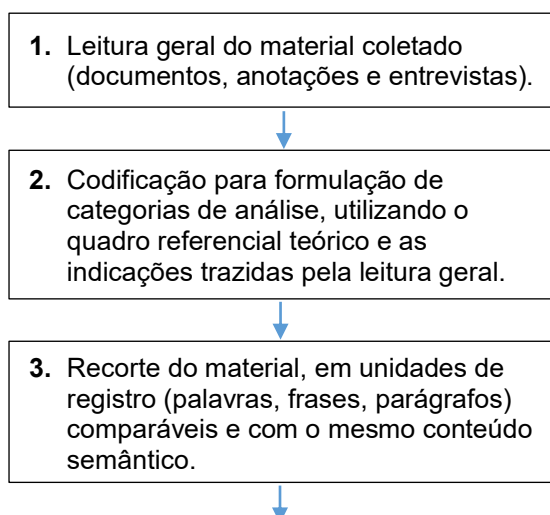 1. Leitura geral do material coletado
(documentos, anotações e entrevistas).
2. Codificação para formulação de
categorias de análise, utilizando o
quadro referencial teórico e as
indicações trazidas pela leitura geral.
3. Recorte do material, em unidades de
registro (palavras, frases, parágrafos)
comparáveis e com o mesmo conteúdo
semântico.